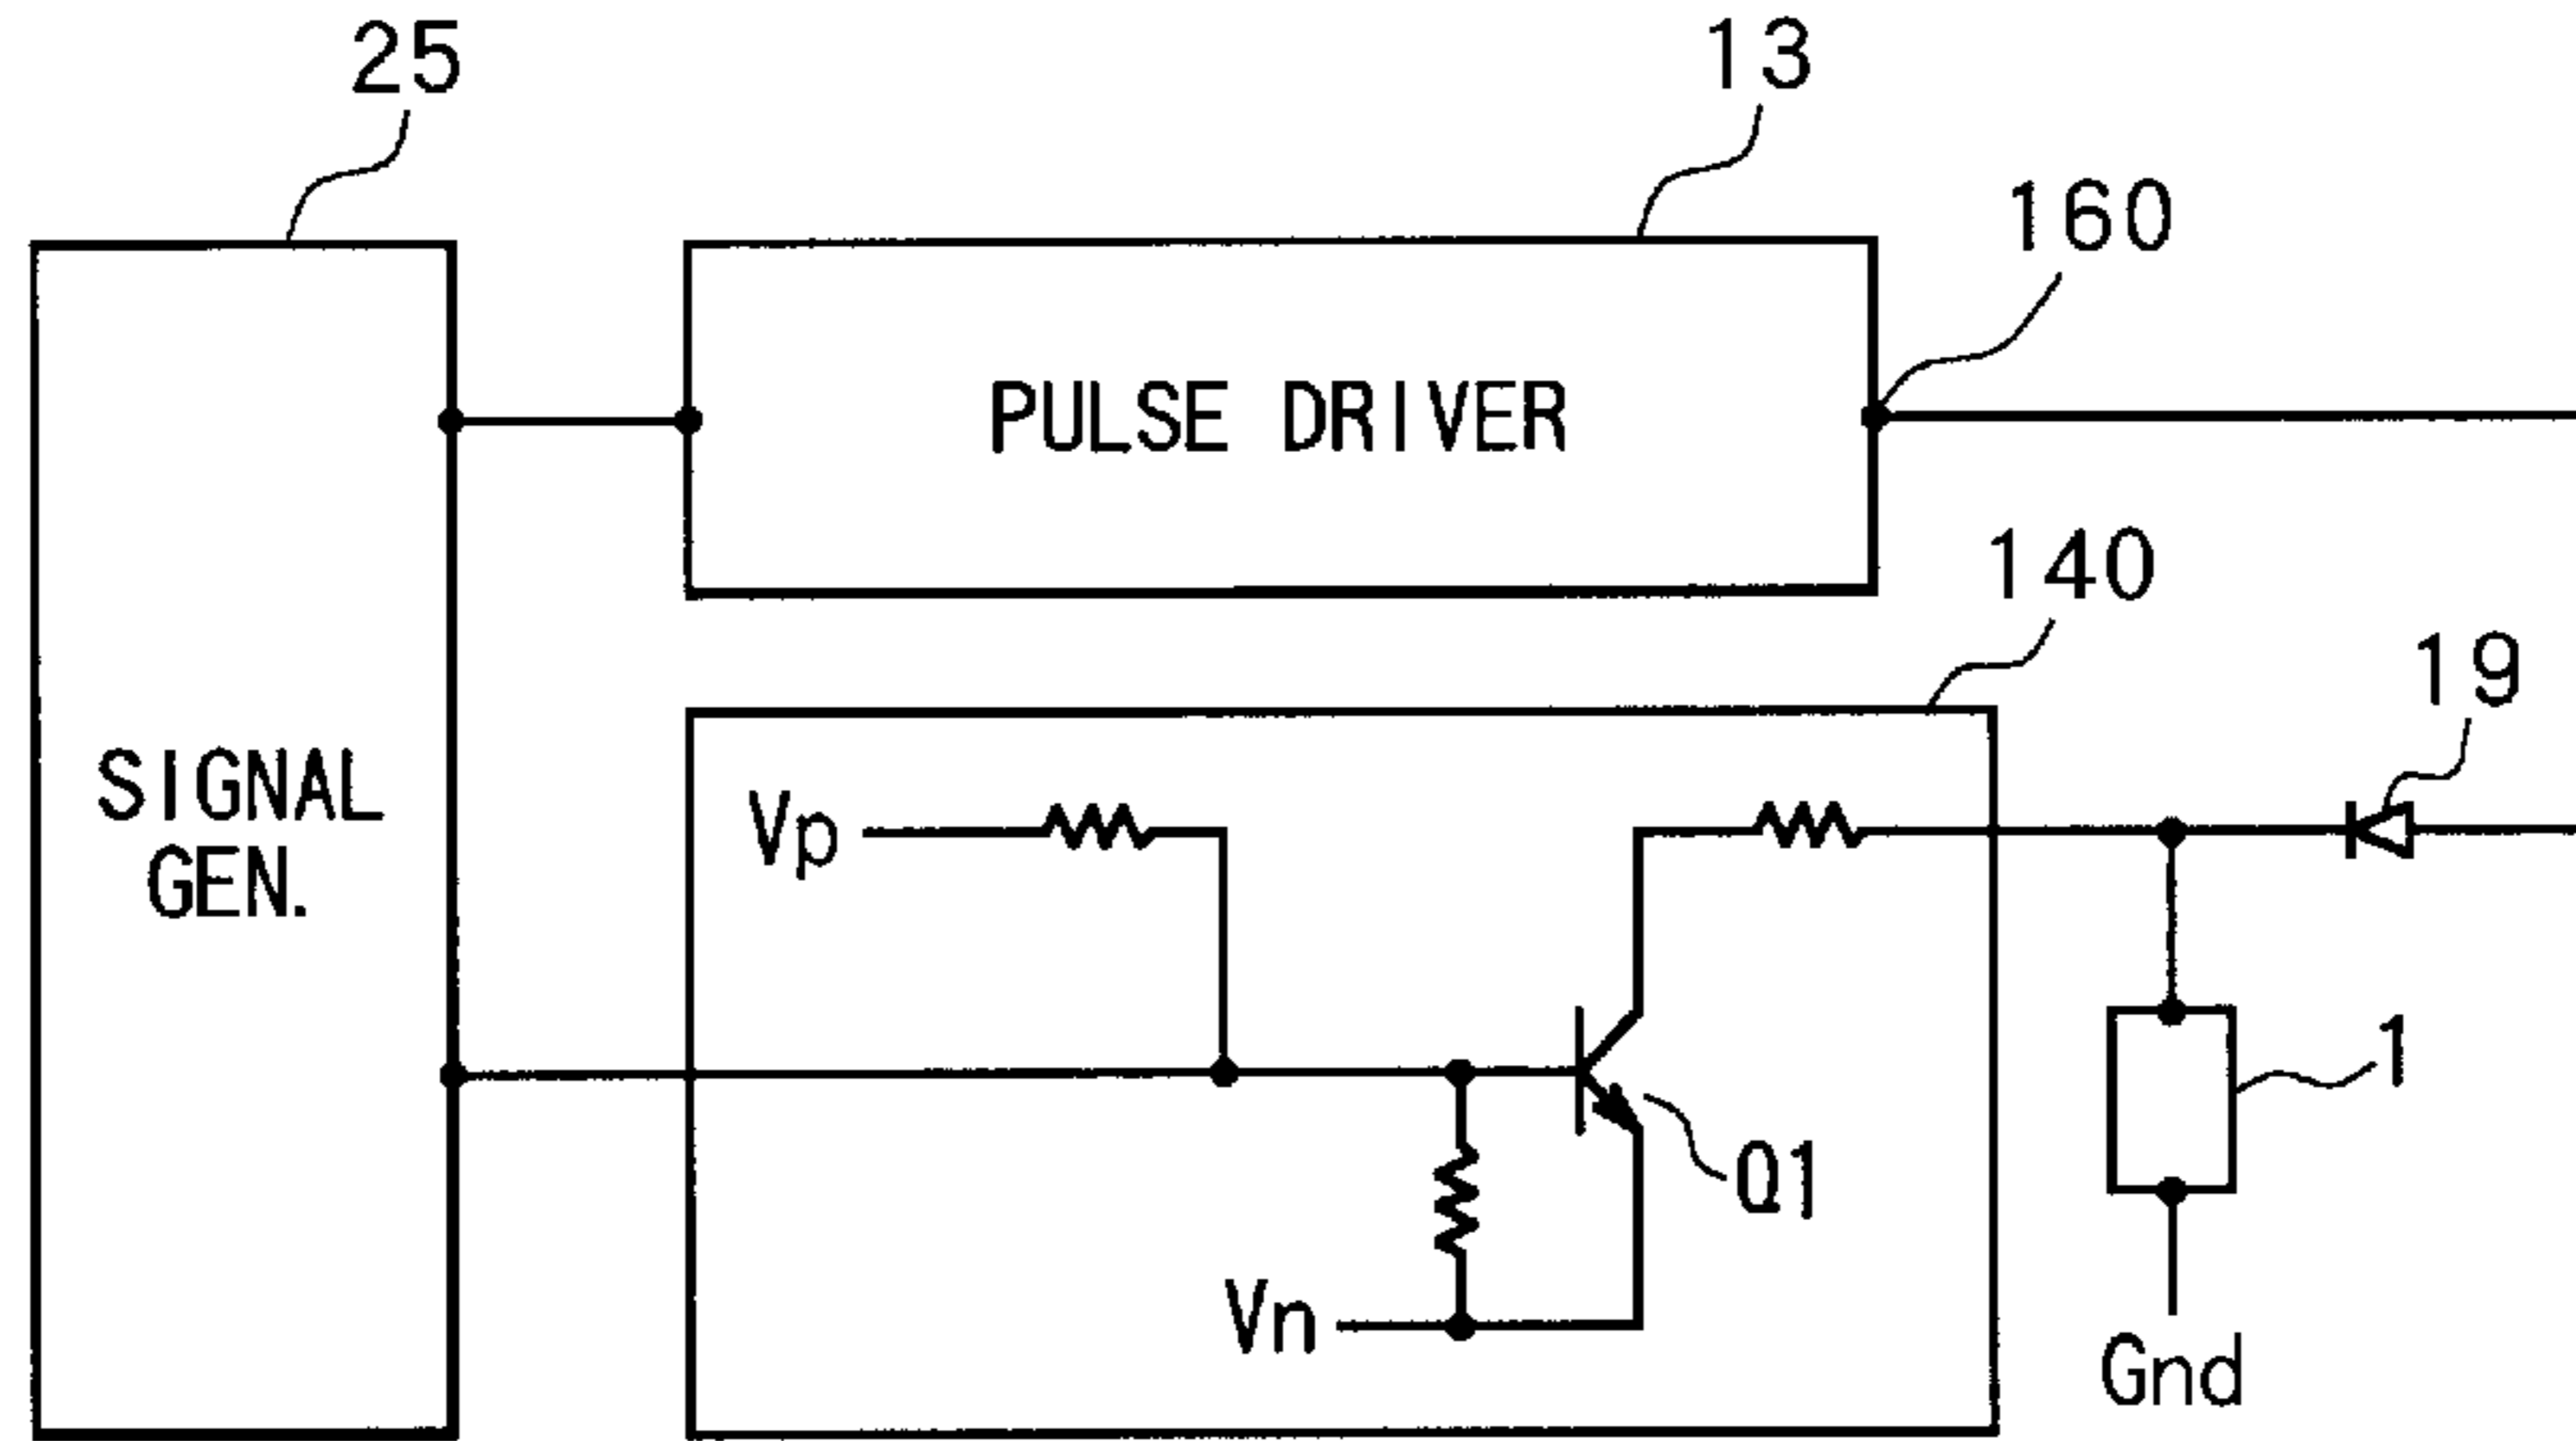 25
13
160
PULSE DRIVER
140
19
SIGNAL
GEN.
Vp
1
Q1
Vn
Gnd